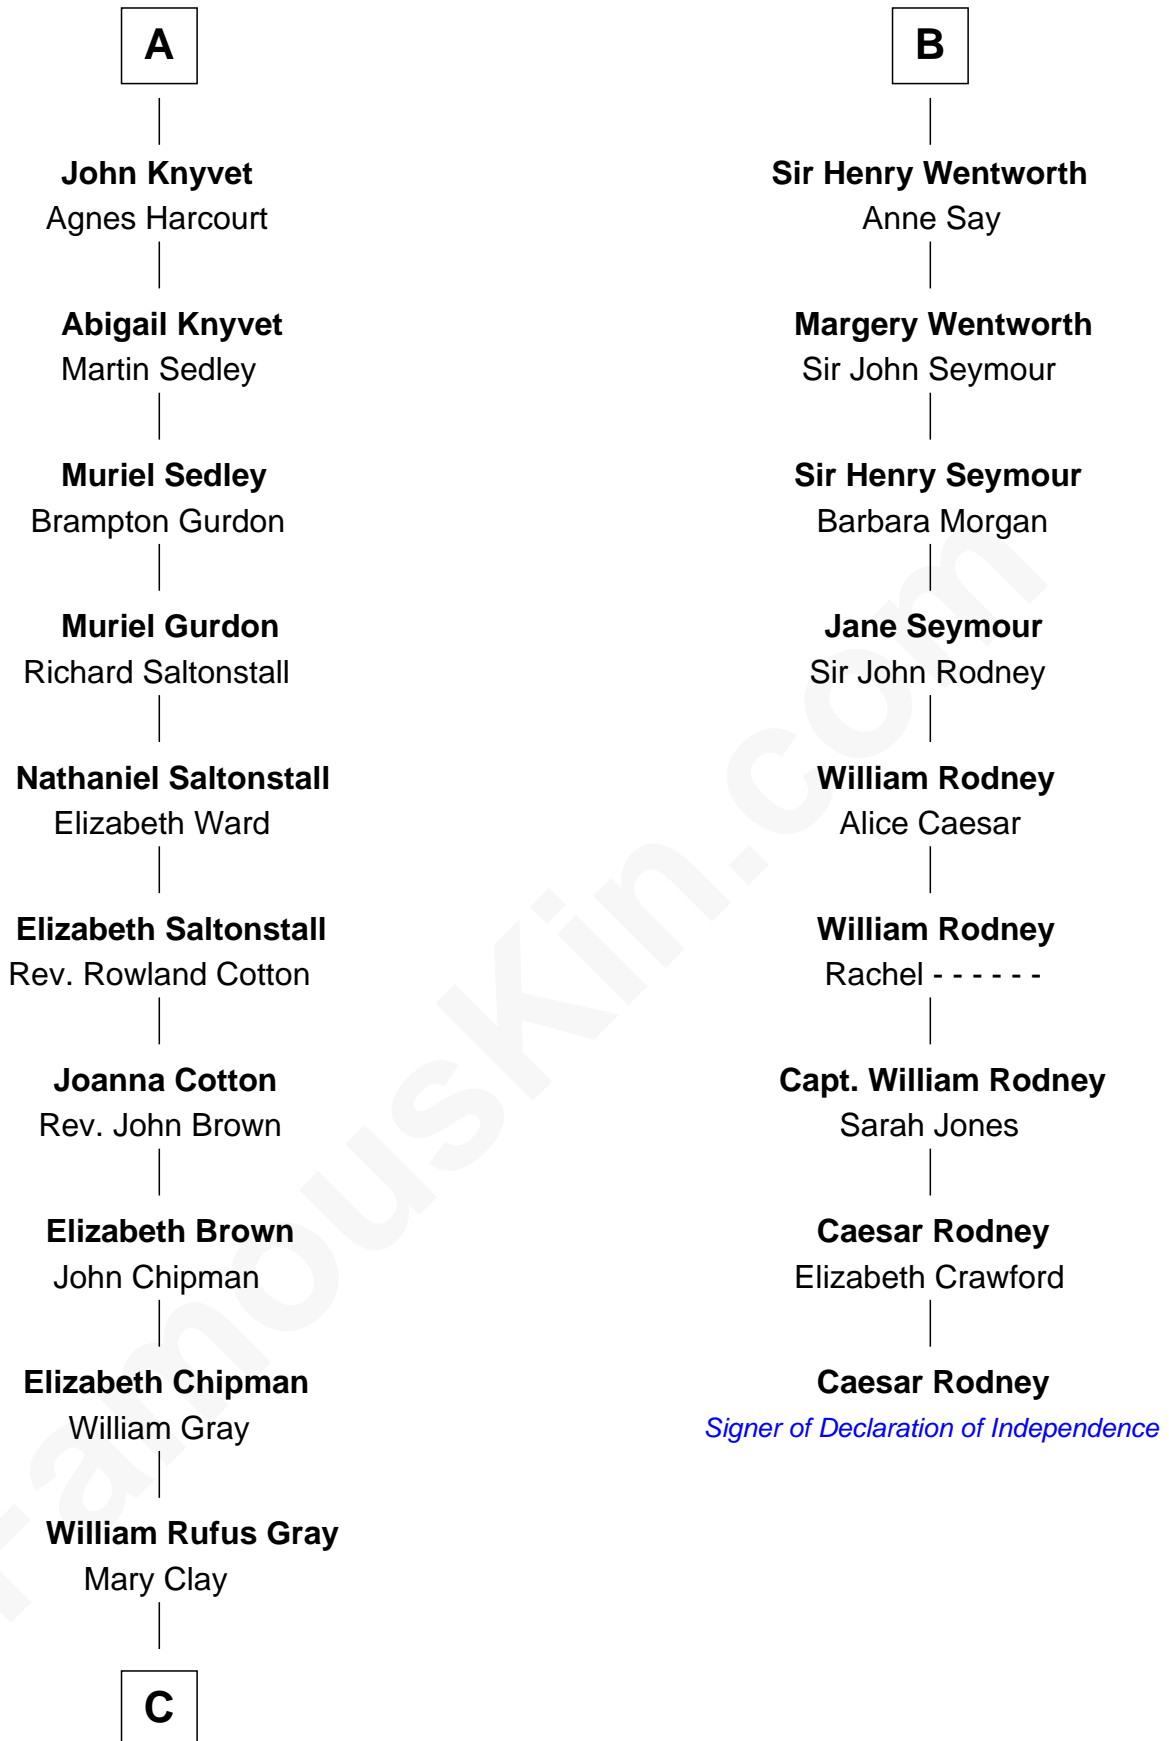 A
John Knyvet
Agnes Harcourt
Abigail Knyvet
Martin Sedley
Muriel Sedley
Brampton Gurdon
Muriel Gurdon
Richard Saltonstall
Nathaniel Saltonstall
Elizabeth Ward
Elizabeth Saltonstall
Rev. Rowland Cotton
Joanna Cotton
Rev. John Brown
Elizabeth Brown
John Chipman
Elizabeth Chipman
William Gray
William Rufus Gray
Mary Clay
C
B
Sir Henry Wentworth
Anne Say
Margery Wentworth
Sir John Seymour
Sir Henry Seymour
Barbara Morgan
Jane Seymour
Sir John Rodney
William Rodney
Alice Caesar
William Rodney
Rachel - - - - - -
Capt. William Rodney
Sarah Jones
Caesar Rodney
Elizabeth Crawford
Caesar Rodney
Signer of Declaration of Independence
FamousKin.com